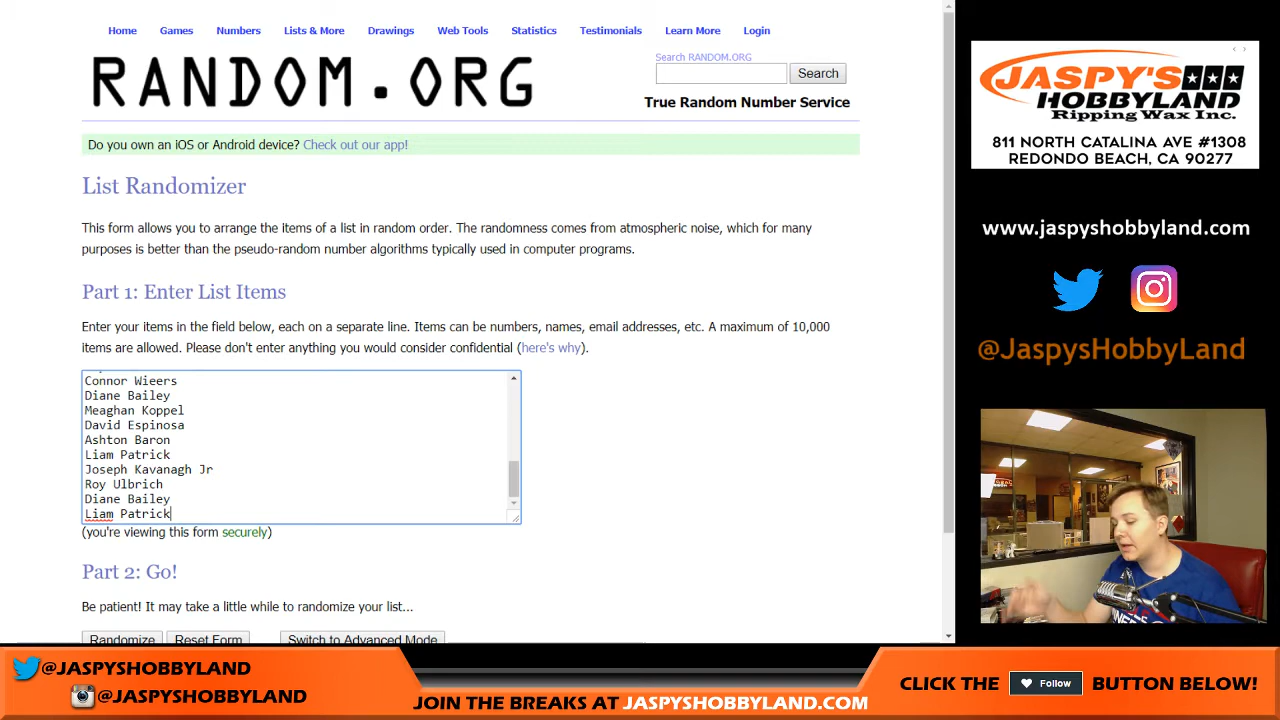 Home Games Numbers Lists & More Drawings Web Tools Statistics Testimonials Learn More Login
RANDOM.ORG
Search RANDOM.ORG
Search
True Random Number Service
Do you own an iOS or Android device? Check out our app!
List Randomizer
This form allows you to arrange the items of a list in random order. The randomness comes from atmospheric noise, which for many
purposes is better than the pseudo-random number algorithms typically used in computer programs.
Part 1: Enter List Items
Enter your items in the field below, each on a separate line. Items can be numbers, names, email addresses, etc. A maximum of 10,000
items are allowed. Please don't enter anything you would consider confidential (here's why).
Connor Wieers
Diane Bailey
Meaghan Koppel
David Espinosa
Ashton Baron
Liam Patrick
Joseph Kavanagh Jr
Roy Ulbrich
Diane Bailey
Liam Patrick
(you're viewing this form securely)
Part 2: Go!
Be patient! It may take a little while to randomize your list...
Randomize Reset Form Switch to Advanced Mode
JASPY'S
HOBBYLAND
Ripping Wax Inc.
811 NORTH CATALINA AVE #1308
REDONDO BEACH, CA 90277
www.jaspyshobbyland.com
@JaspysHobbyLand
@JASPYSHOBBYLAND
@JASPYSHOBBYLAND
JOIN THE BREAKS AT JASPYSHOBBYLAND.COM
CLICK THE Follow BUTTON BELOW!